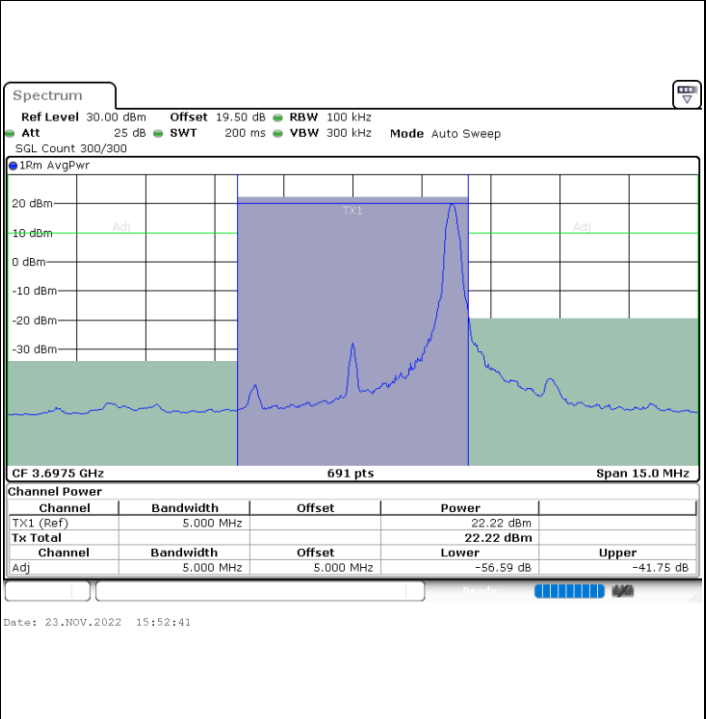 Spectrum
Ref Level 30.00 dBm Offset 19.50 dB RBW 100 kHz
Att 25 dB SWT 200 ms VBW 300 kHz Mode Auto Sweep
SGL Count 300/300
1Rm AvgPwr
20 dBm
TX1
Adj Adj
10 dBm
0 dBm
-10 dBm
-20 dBm
-30 dBm
CF 3.6975 GHz 691 pts Span 15.0 MHz
Channel Power
Channel Bandwidth Offset Power
TX1 (Ref) 5.000 MHz 22.22 dBm
Tx Total 22.22 dBm
Channel Bandwidth Offset Lower Upper
Adj 5.000 MHz 5.000 MHz -56.59 dB -41.75 dB
Ready
Date: 23.NOV.2022 15:52:41